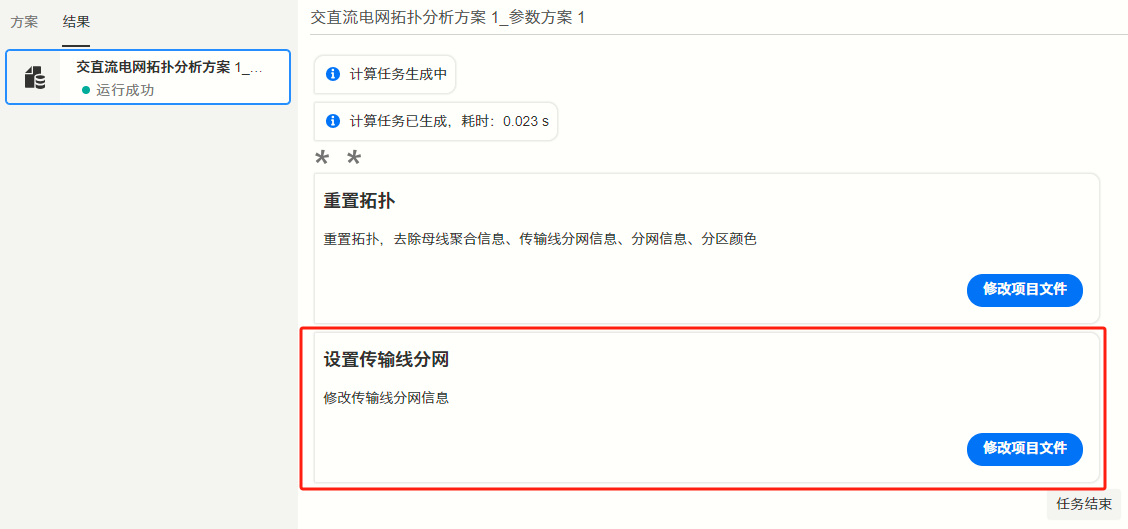 方案 结果
交直流电网拓扑分析方案 1_参数方案 1
交直流电网拓扑分析方案 1_...
运行成功
计算任务生成中
计算任务已生成，耗时：0.023 s
* *
重置拓扑
重置拓扑，去除母线聚合信息、传输线分网信息、分网信息、分区颜色
修改项目文件
设置传输线分网
修改传输线分网信息
修改项目文件
任务结束